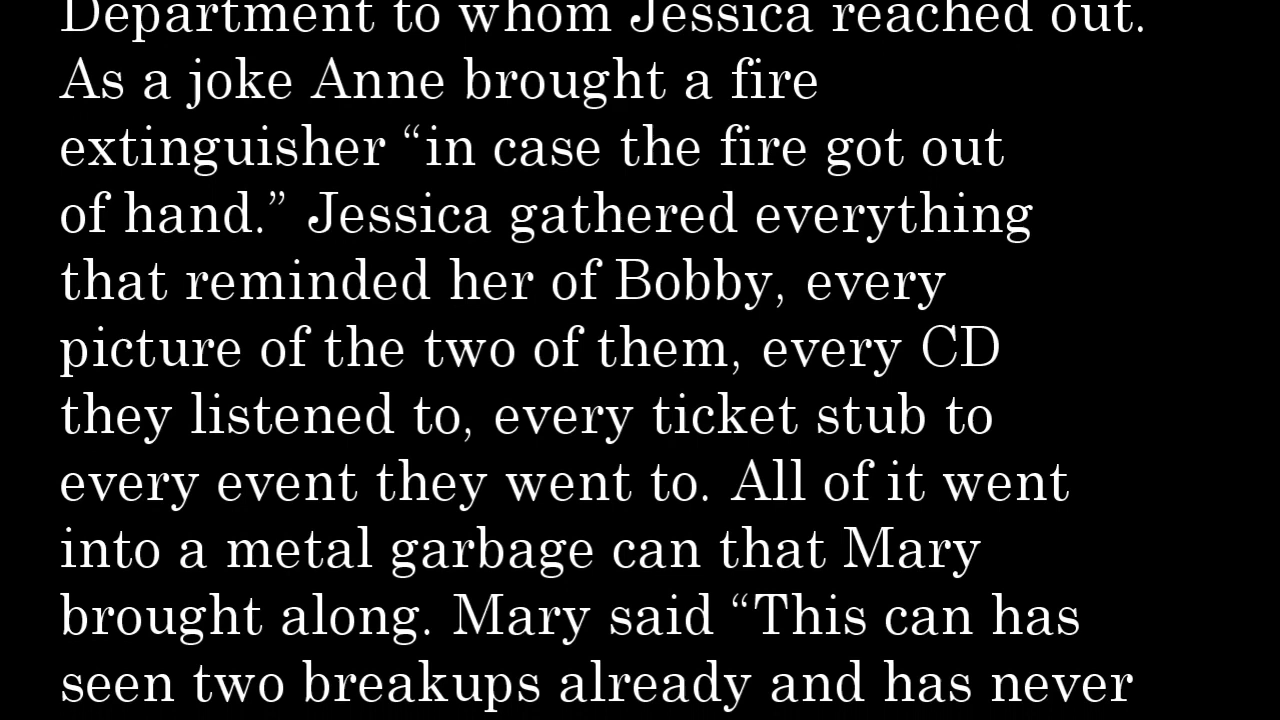 Department to whom Jessica reached out.
As a joke Anne brought a fire
extinguisher “in case the fire got out
of hand.” Jessica gathered everything
that reminded her of Bobby, every
picture of the two of them, every CD
they listened to, every ticket stub to
every event they went to. All of it went
into a metal garbage can that Mary
brought along. Mary said “This can has
seen two breakups already and has never